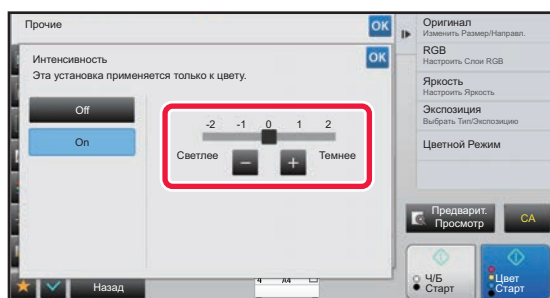 Прочие
OK
Интенсивность
Эта установка применяется только к цвету.
OK
Off
On
-2 -1 0 1 2
Светлее
−
+
Темнее
Назад
4 A4
Оригинал
Изменить Размер/Направл.
RGB
Настроить Слои RGB
Яркость
Настроить Яркость
Экспозиция
Выбрать Тип/Экспозицию
Цветной Режим
Предварит.
Просмотр
CA
Ч/Б
Старт
Цвет
Старт